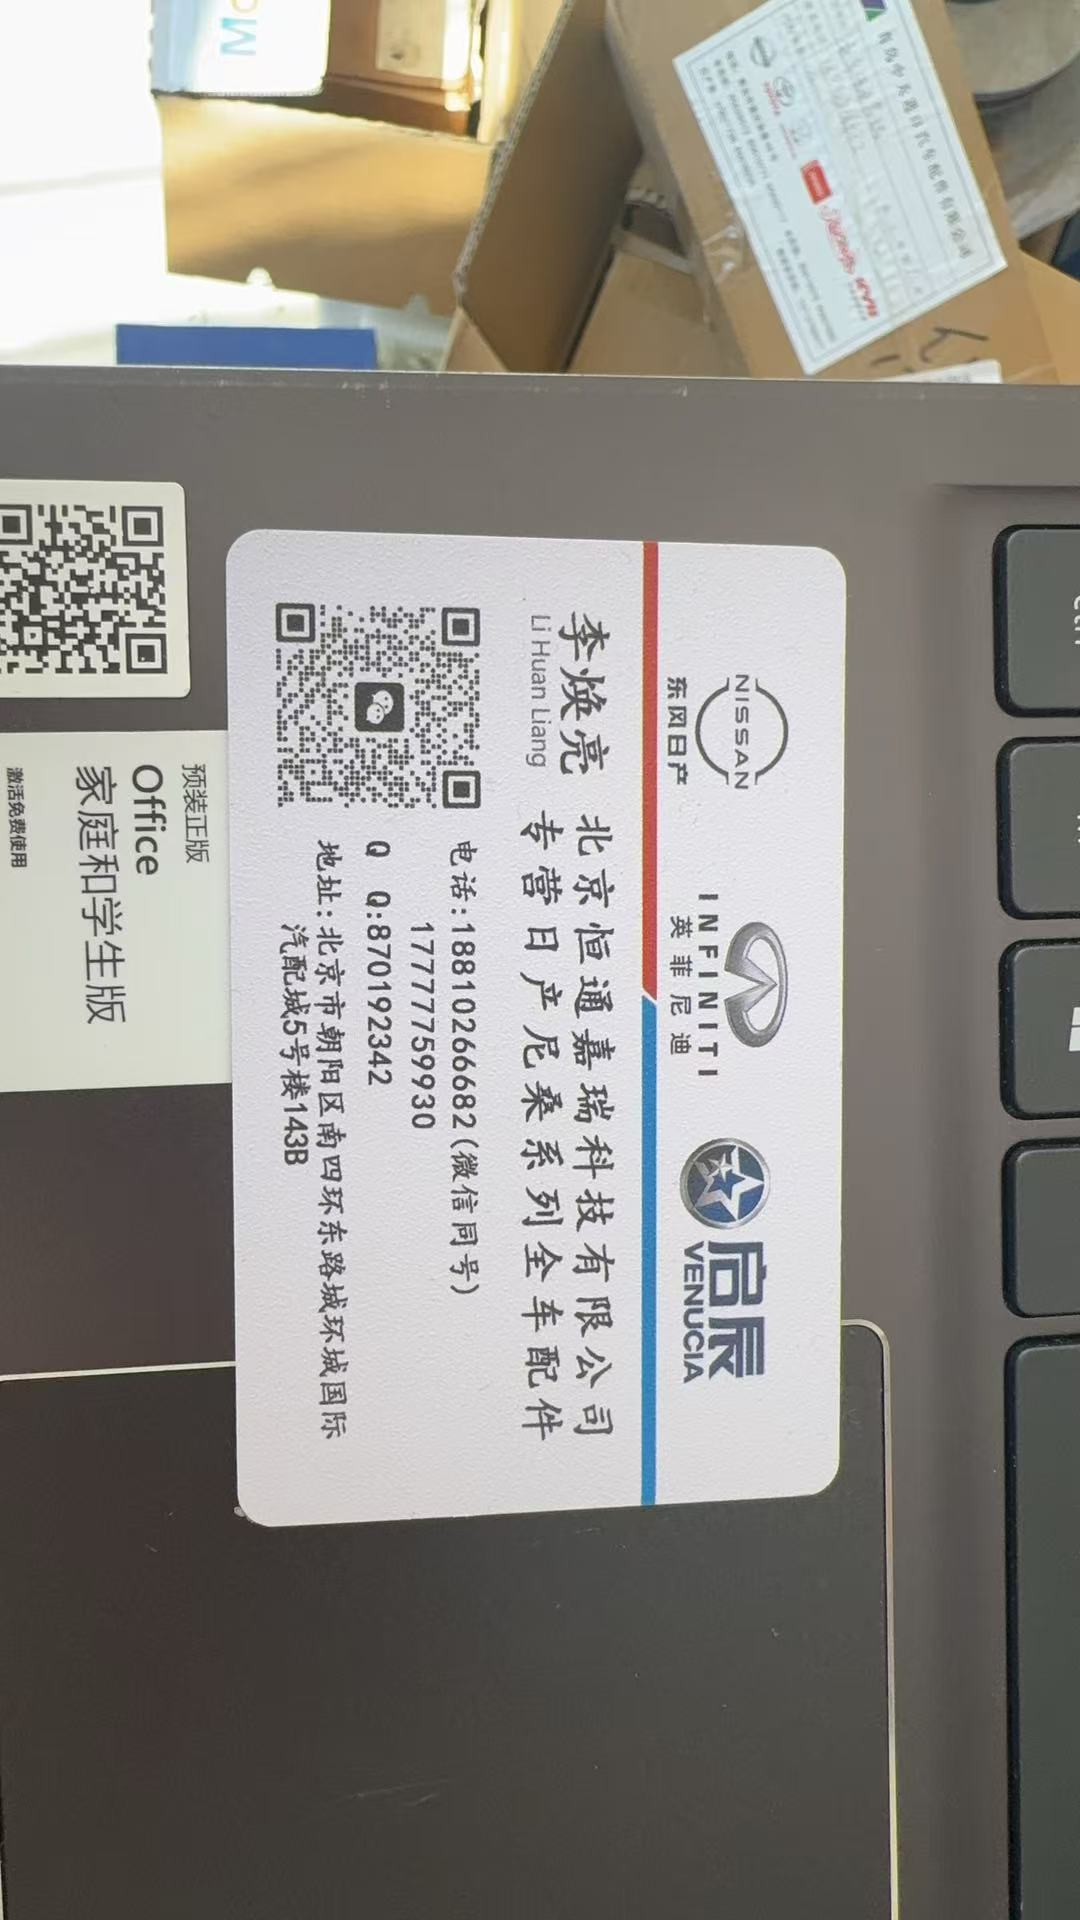 NISSAN
东风日产
INFINITI
英菲尼迪
启辰
VENUCIA
李焕亮
Li Huan Liang
北京恒通嘉瑞科技有限公司
专营日产尼桑系列全车配件
电话:18810266682(微信同号)
17777759930
Q Q:870192342
地址:北京市朝阳区南四环东路城环城国际
汽配城5号楼143B
预装正版
Office
家庭和学生版
激活免费使用